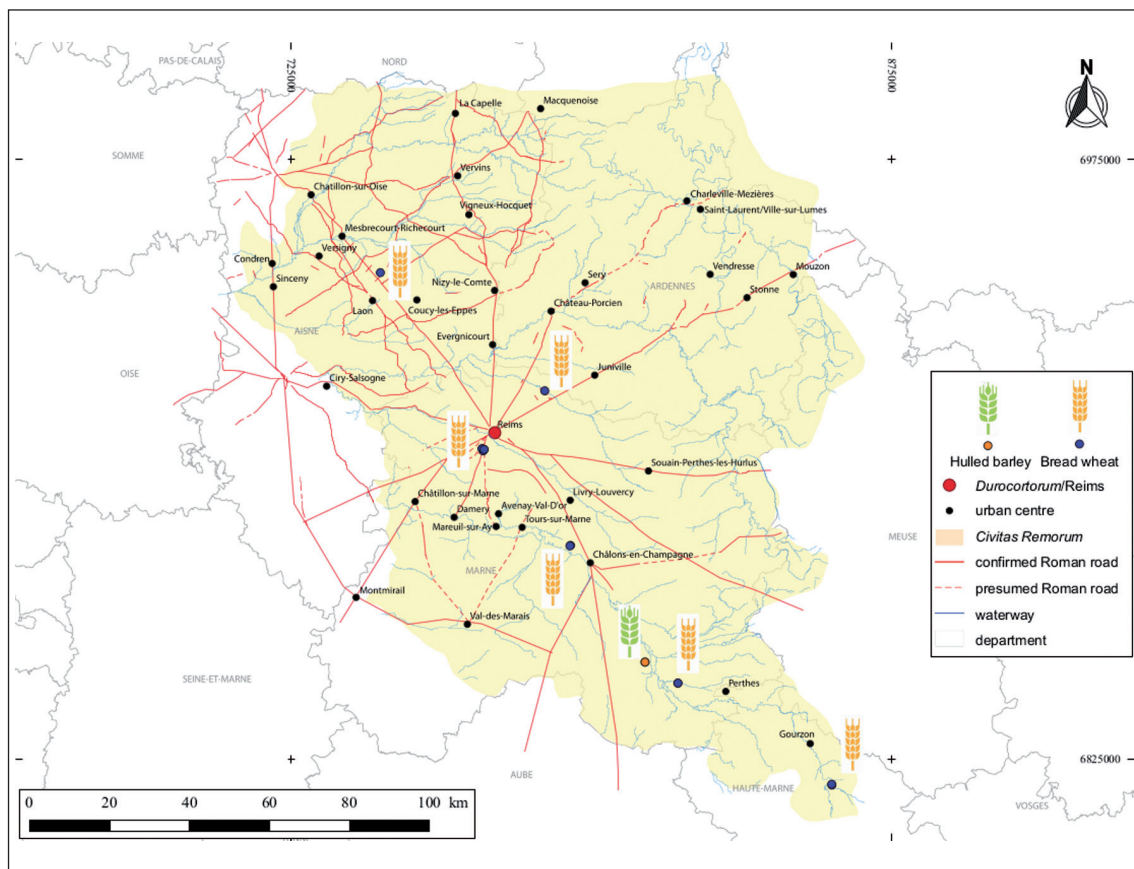 PAS-DE-CALAIS
NORD
725000
875000
N
La Capelle
Macquenoise
SOMME
6975000
Vervins
Chatillon-sur-Oise
Charleville-Mezières
Saint-Laurent/Ville-sur-Lumes
Vigneux-Hocquet
Mesbrecourt-Richecourt
Versigny
Condren
Sinceny
Nizy-le-Comte
Sery
Vendresse
Mouzon
ARDENNES
Stonne
Laon
Coucy-les-Eppes
Château-Porcien
AISNE
Evergnicourt
OISE
Ciry-Salsogne
Juniville
Reims
Souain-Perthes-les-Hurlus
Châtillon-sur-Marne
Livry-Louvercy
Damery
Avenay-Val-D'or
Mareuil-sur-Ay
Tours-sur-Marne
MEUSE
Châlons-en-Champagne
MARNE
Montmirail
Val-des-Marais
SEINE-ET-MARNE
Perthes
Gourzon
6825000
AUBE
HAUTE-MARNE
VOSGES
Hulled barley Bread wheat
Durocortorum/Reims
urban centre
Civitas Remorum
confirmed Roman road
presumed Roman road
waterway
department
0 20 40 60 80 100 km